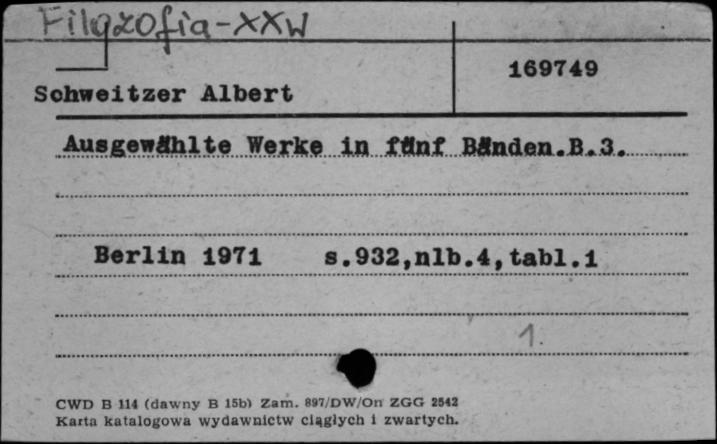 Filozofia-XXw
169749
Schweitzer Albert
Ausgewählte Werke in fünf Bänden.B.3.
Berlin 1971 s.932,nlb.4,tabl.1
1.
CWD B 114 (dawny B 15b) Zam. 897/DW/On ZGG 2542
Karta katalogowa wydawnictw ciągłych i zwartych.